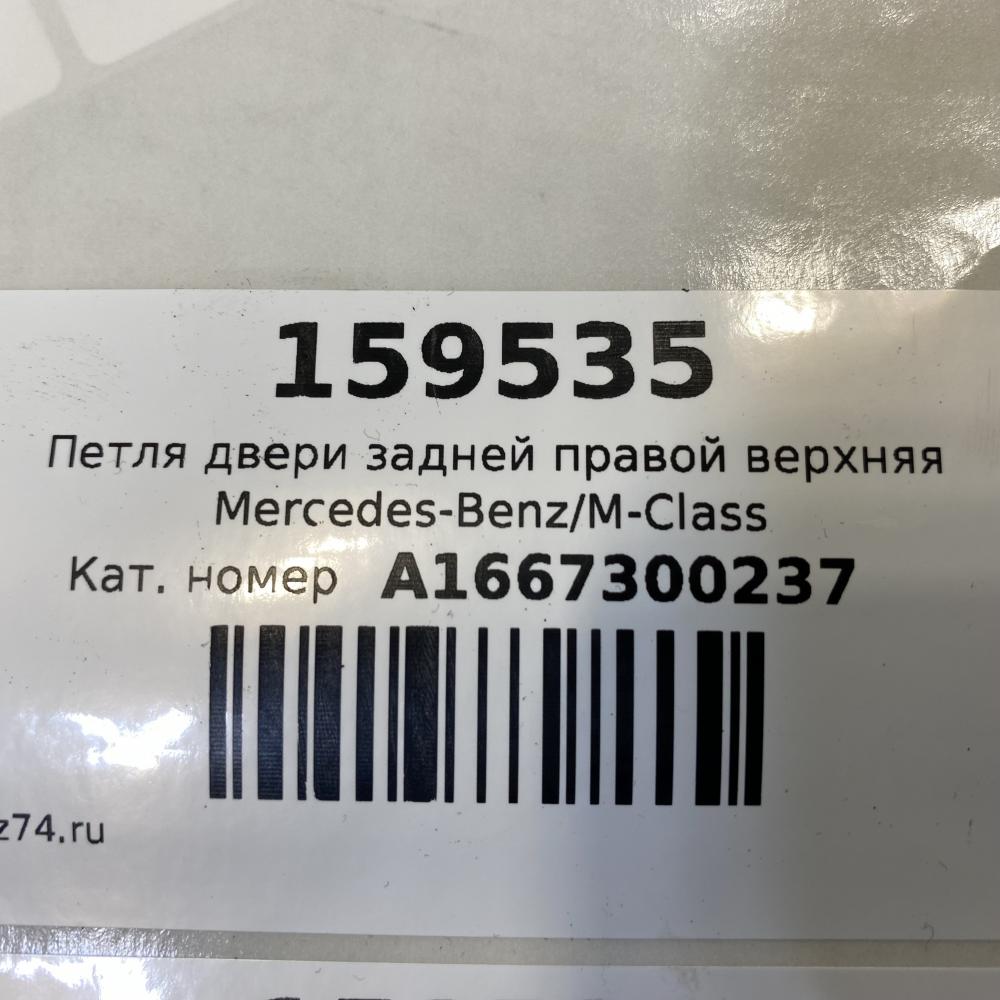 159535
Петля двери задней правой верхняя
Mercedes-Benz/M-Class
Кат. номер A1667300237
z74.ru